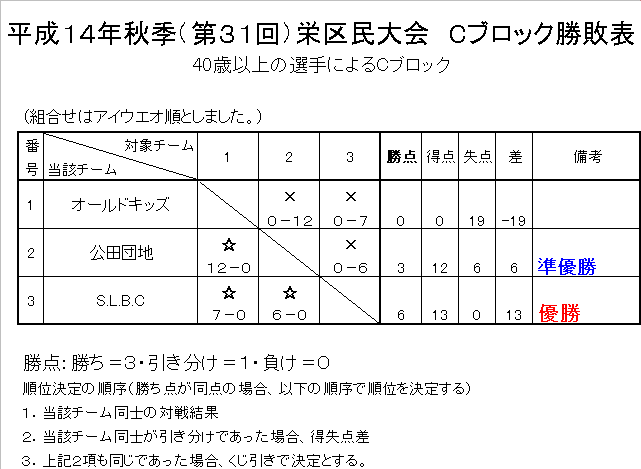 平成１４年秋季（第３１回）栄区民大会　Ｃブロック勝敗表
40歳以上の選手によるCブロック
（組合せはアイウエオ順としました。）
番号 対象チーム 当該チーム 1 2 3 勝点 得点 失点 差 備考
1 オールドキッズ × ０－１２ × ０－７ 0 0 19 -19
2 公田団地 ☆ １２－０ × ０－６ 3 12 6 6 準優勝
3 S.L.B.C ☆ ７－０ ☆ ６－０ 6 13 0 13 優勝
勝点：勝ち＝３・引き分け＝１・負け＝０
順位決定の順序（勝ち点が同点の場合、以下の順序で順位を決定する）
１．当該チーム同士の対戦結果
２．当該チーム同士が引き分けであった場合、得失点差
３．上記２項も同じであった場合、くじ引きで決定とする。